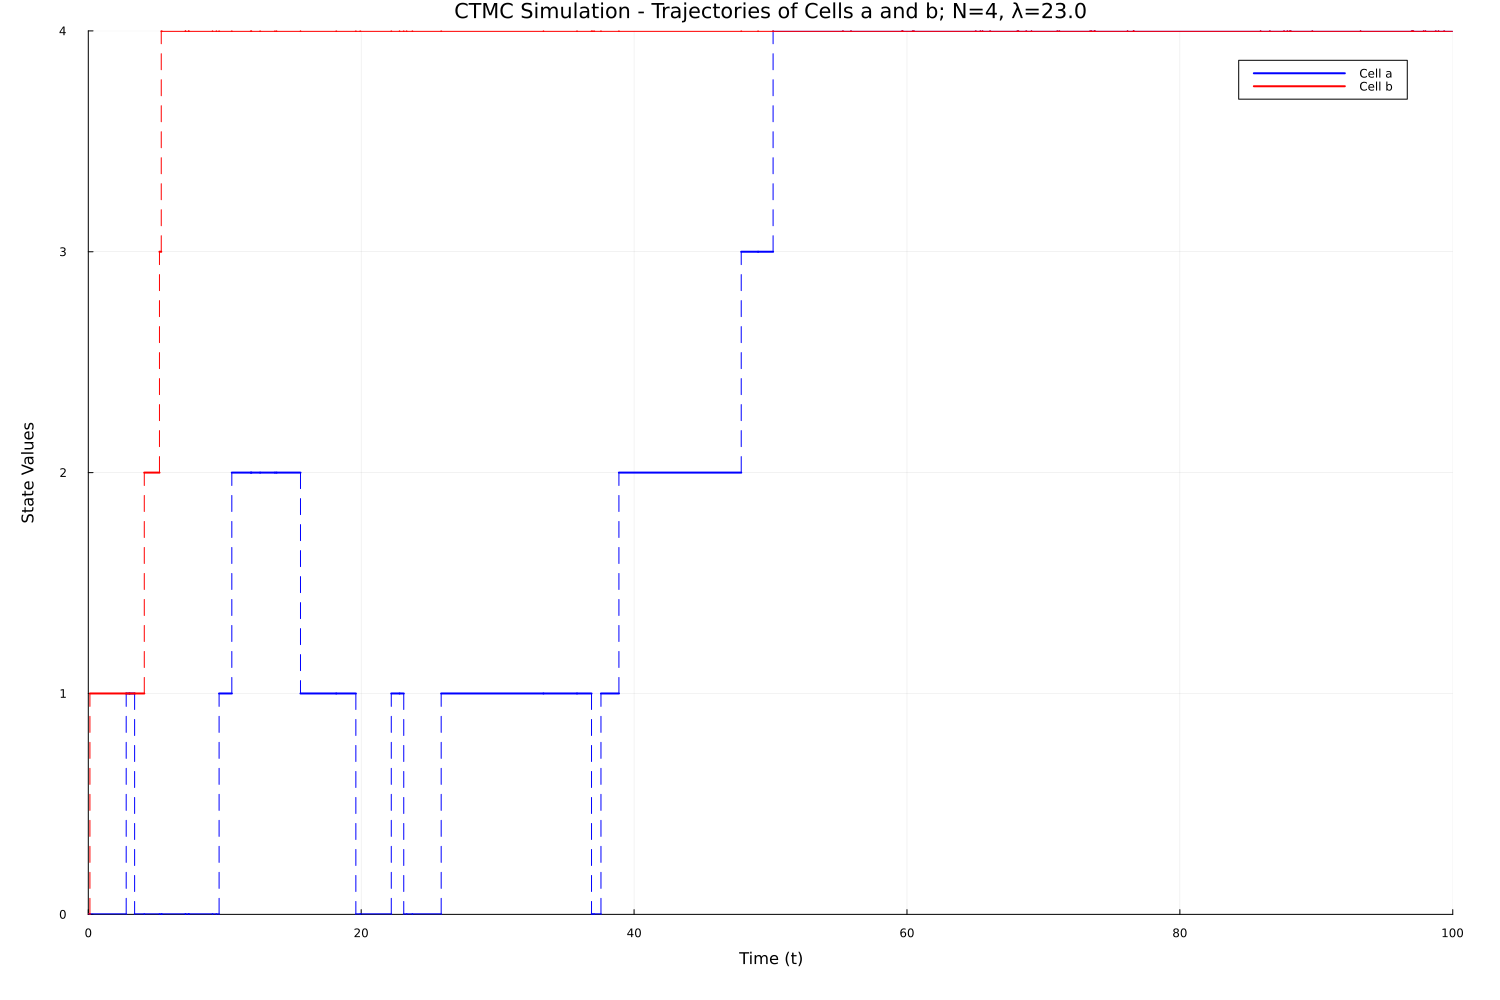 CTMC Simulation - Trajectories of Cells a and b; N=4, λ=23.0
4
3
2
1
0
State Values
Cell a
Cell b
0 20 40 60 80 100
Time (t)